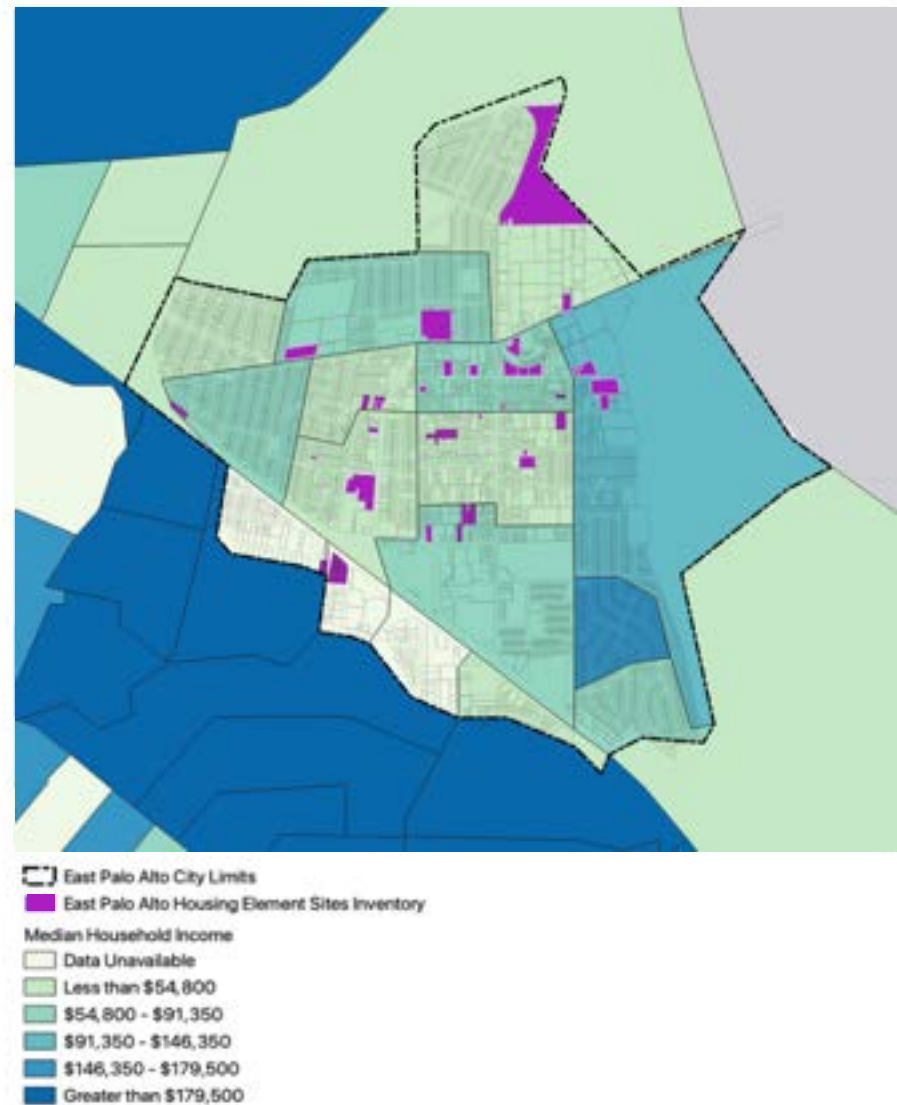 East Palo Alto City Limits
East Palo Alto Housing Element Sites Inventory
Median Household Income
Data Unavailable
Less than $54,800
$54,800 - $91,350
$91,350 - $146,350
$146,350 - $179,500
Greater than $179,500